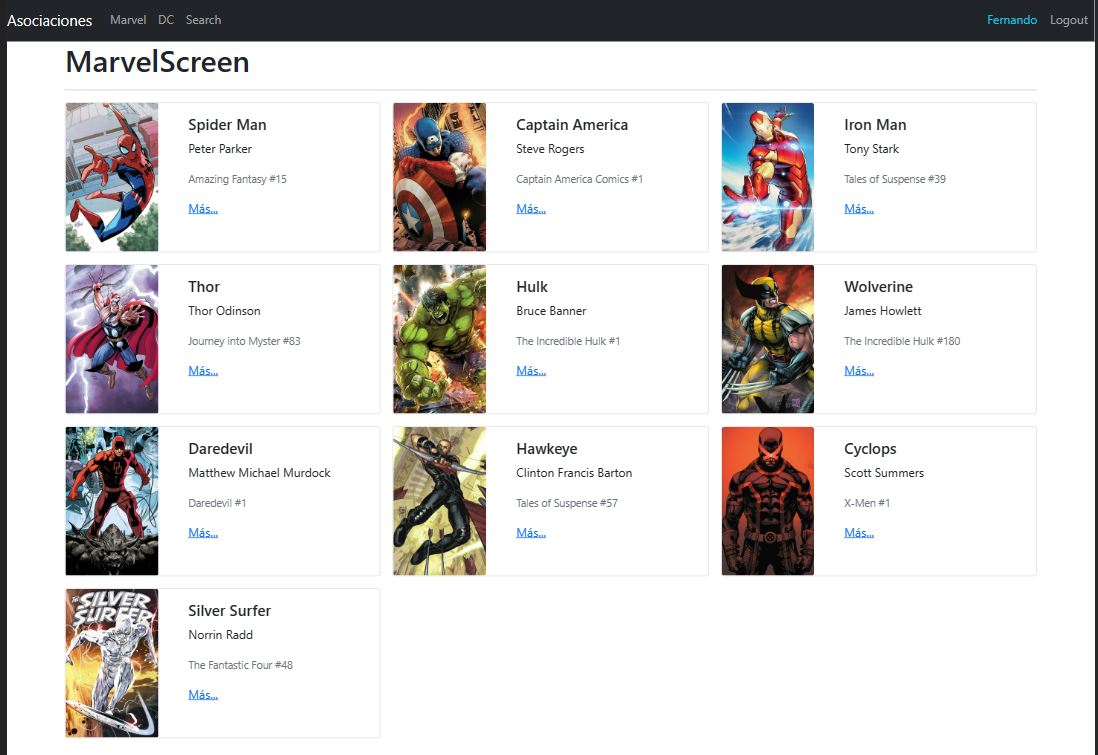 Asociaciones Marvel DC Search Fernando Logout
MarvelScreen
Spider Man
Peter Parker
Amazing Fantasy #15
Más...
Captain America
Steve Rogers
Captain America Comics #1
Más...
Iron Man
Tony Stark
Tales of Suspense #39
Más...
Thor
Thor Odinson
Journey into Myster #83
Más...
Hulk
Bruce Banner
The Incredible Hulk #1
Más...
Wolverine
James Howlett
The Incredible Hulk #180
Más...
Daredevil
Matthew Michael Murdock
Daredevil #1
Más...
Hawkeye
Clinton Francis Barton
Tales of Suspense #57
Más...
Cyclops
Scott Summers
X-Men #1
Más...
THE SILVER
SURFER
Silver Surfer
Norrin Radd
The Fantastic Four #48
Más...